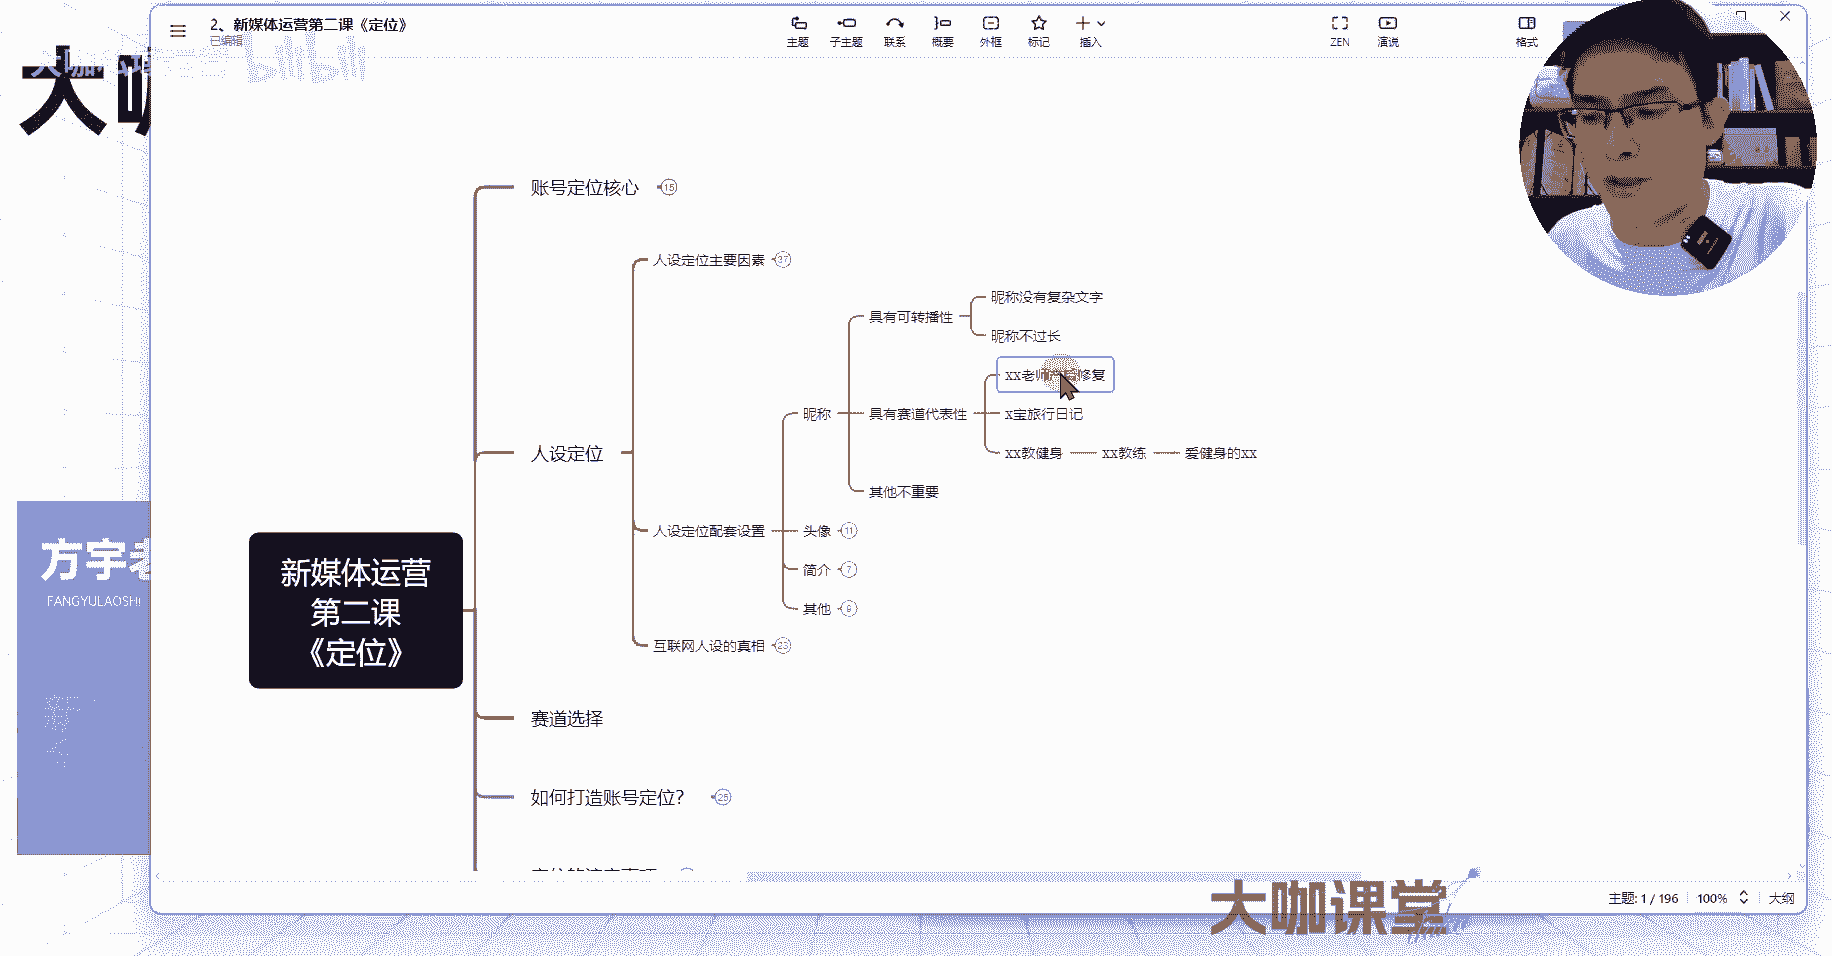 2、新媒体运营第二课《定位》
已编辑
主题
子主题
联系
概要
外框
标记
插入
ZEN
演说
格式
大咖
bilibili
账号定位核心 15
人设定位主要因素 37
昵称没有复杂文字
具有可转播性
昵称不过长
xx老师产后修复
昵称
具有赛道代表性
x宝旅行日记
人设定位
xx教健身
xx教练
爱健身的xx
其他不重要
人设定位配套设置
头像 11
简介 7
其他 9
互联网人设的真相 23
新媒体运营
第二课
《定位》
方宇老
FANGYULAOSHI
赛道选择
如何打造账号定位？ 25
大咖课堂
主题: 1 / 196
100%
大纲